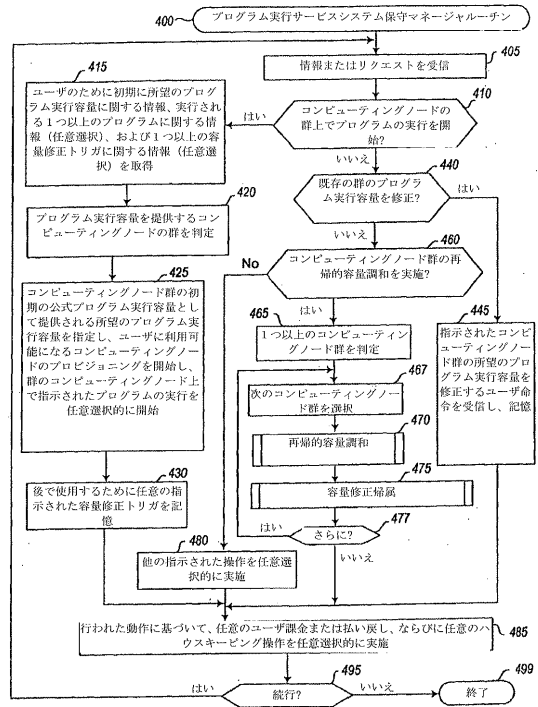 400
プログラム実行サービスシステム保守マネージャルーチン
405
情報またはリクエストを受信
410
コンピューティングノードの
群上でプログラムの実行を開
始?
はい
いいえ
415
ユーザのために初期に所望のプログ
ラム実行容量に関する情報、実行され
る1つ以上のプログラムに関する情
報（任意選択）、および1つ以上の容
量修正トリガに関する情報（任意選
択）を取得
420
プログラム実行容量を提供するコン
ピューティングノードの群を判定
425
コンピューティングノード群の初
期の公式プログラム実行容量とし
て提供される所望のプログラム実
行容量を指定し、ユーザに利用可
能になるコンピューティングノード
のプロビジョニングを開始し、
群のコンピューティングノード上
で指示されたプログラムの実行を
任意選択的に開始
430
後で使用するために任意の指
示された容量修正トリガを記
憶
440
既存の群のプログラ
ム実行容量を修正?
はい
いいえ
445
指示されたコンピュ
ーティングノード群
の所望のプログラ
ム実行容量を
修正するユーザ命
令を受信し、記憶
460
コンピューティングノード群の再
帰的容量調和を実施?
No
はい
465
1つ以上のコンピューティン
グノード群を判定
467
次のコンピューティングノー
ド群を選択
470
再帰的容量調和
475
容量修正帰属
477
さらに?
はい
いいえ
480
他の指示された操作を任意選
択的に実施
485
行われた動作に基づいて、任意のユーザ課金または払い戻し、ならびに任意のハ
ウスキーピング操作を任意選択的に実施
495
続行?
はい
いいえ
499
終了